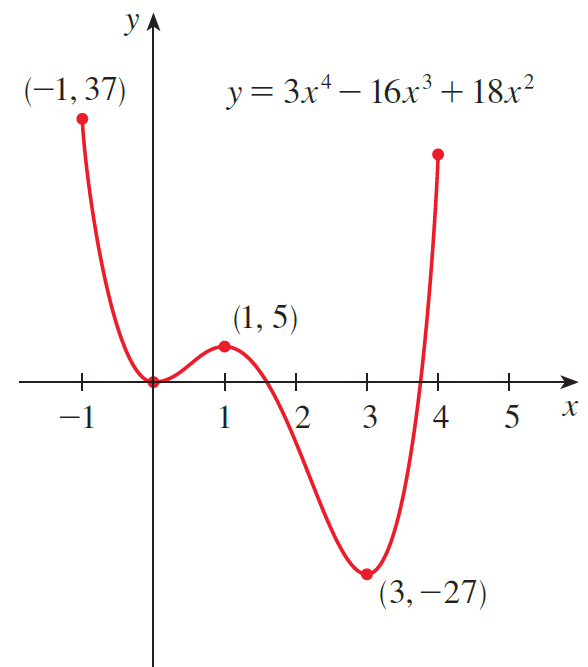 y
(−1, 37)
y = 3x⁴ − 16x³ + 18x²
(1, 5)
−1 1 2 3 4 5
x
(3, −27)